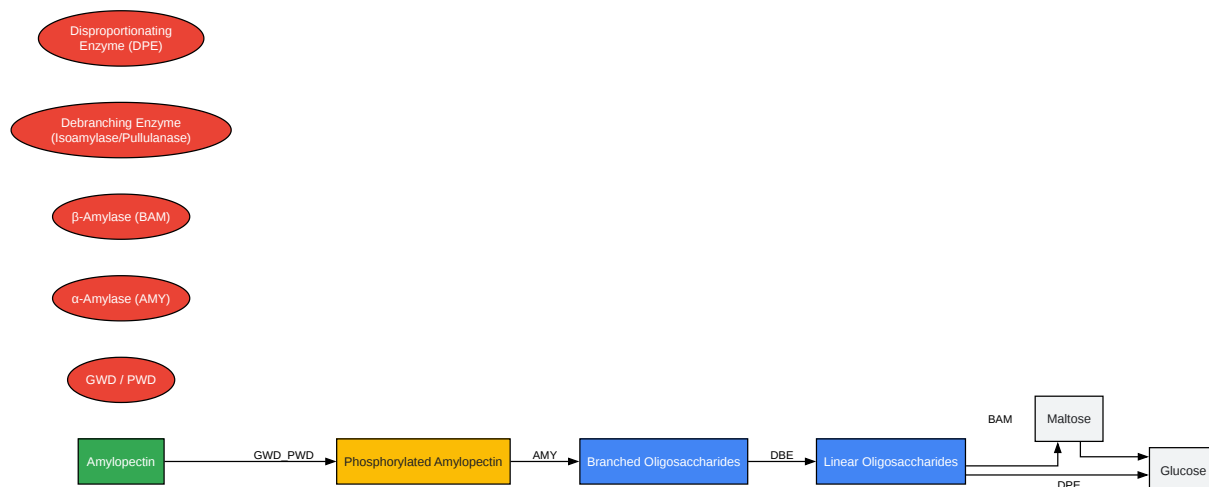 Disproportionating
Enzyme (DPE)
Debranching Enzyme
(Isoamylase/Pullulanase)
β-Amylase (BAM)
α-Amylase (AMY)
GWD / PWD
Amylopectin
GWD_PWD
Phosphorylated Amylopectin
AMY
Branched Oligosaccharides
DBE
Linear Oligosaccharides
BAM
Maltose
DPE
Glucose